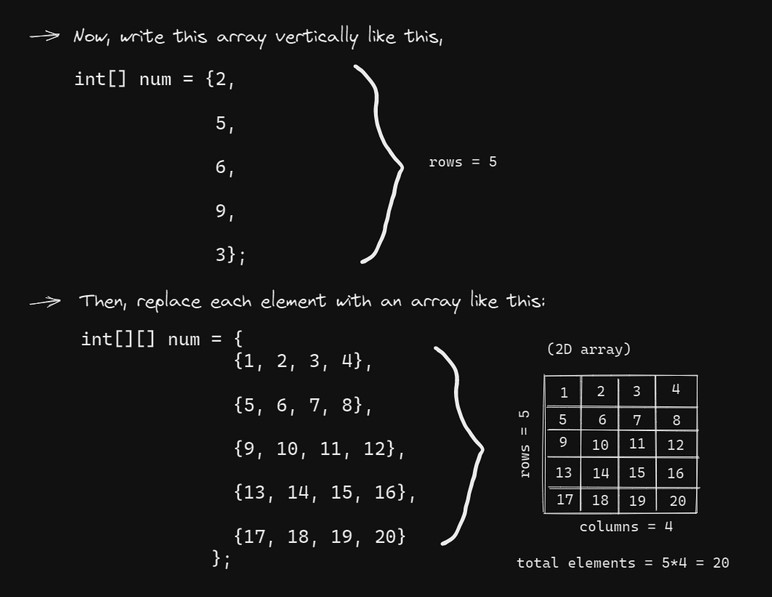 → Now, write this array vertically like this,
int[] num = {2,
5,
6,
9,
3};
rows = 5
→ Then, replace each element with an array like this:
int[][] num = {
{1, 2, 3, 4},
{5, 6, 7, 8},
{9, 10, 11, 12},
{13, 14, 15, 16},
{17, 18, 19, 20}
};
(2D array)
rows = 5
1 2 3 4
5 6 7 8
9 10 11 12
13 14 15 16
17 18 19 20
columns = 4
total elements = 5*4 = 20